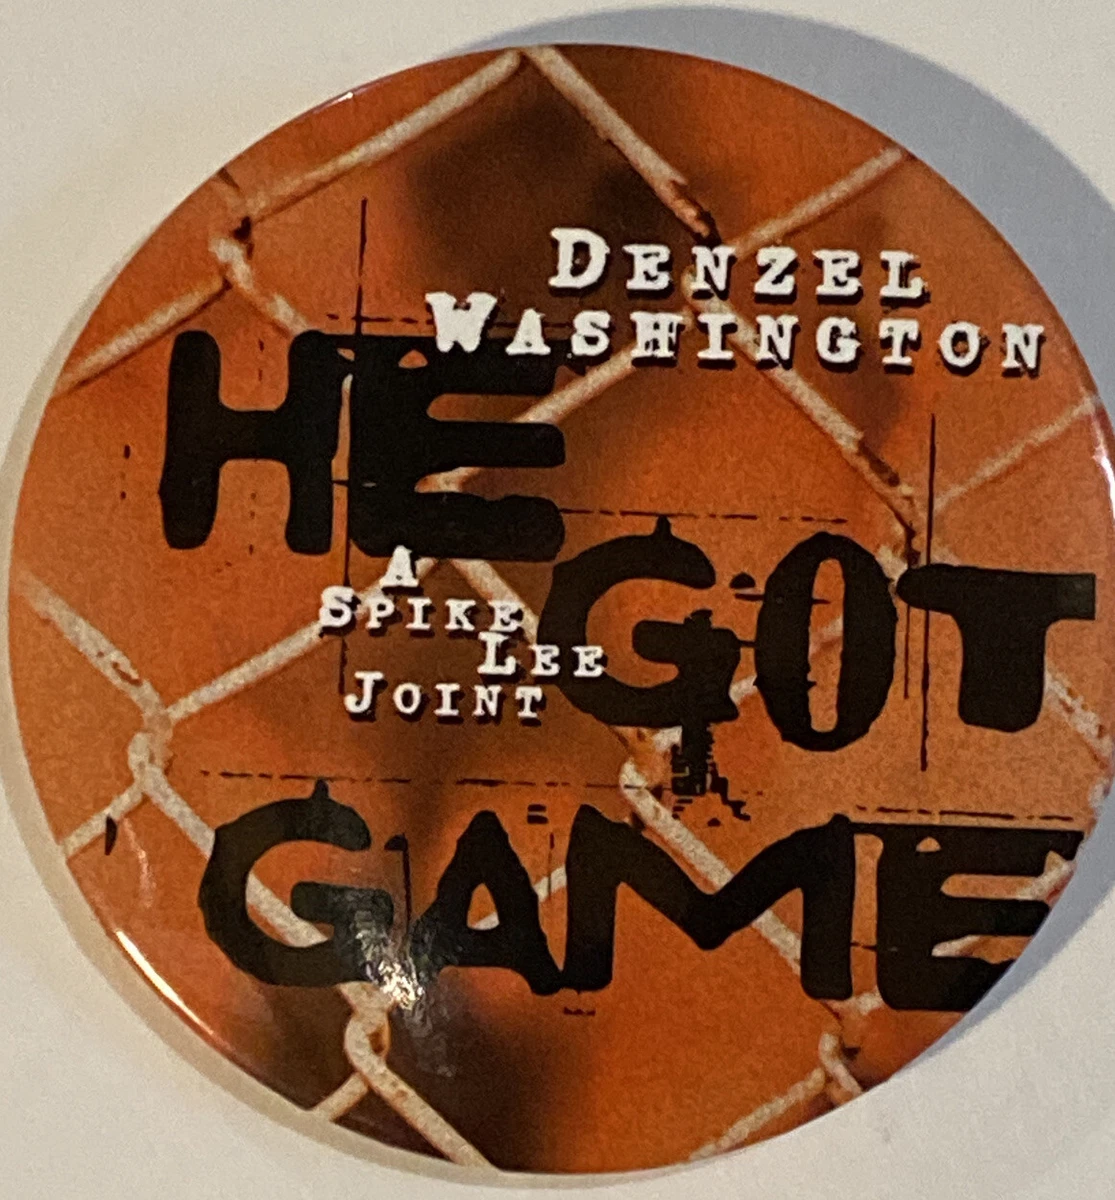 DENZEL
WASHINGTON
HE
GOT
GAME
A
SPIKE
LEE
JOINT